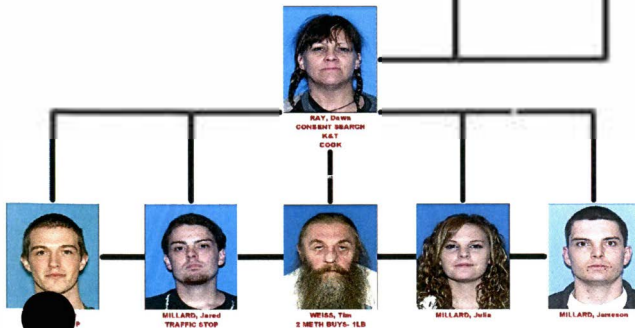 RAY, Dawn
CONSENT SEARCH
K&T
COOK
P
MILLARD, Jared
TRAFFIC STOP
WEISS, Tim
2 METH BUYS- 1LB
MILLARD, Julia
MILLARD, Jameson